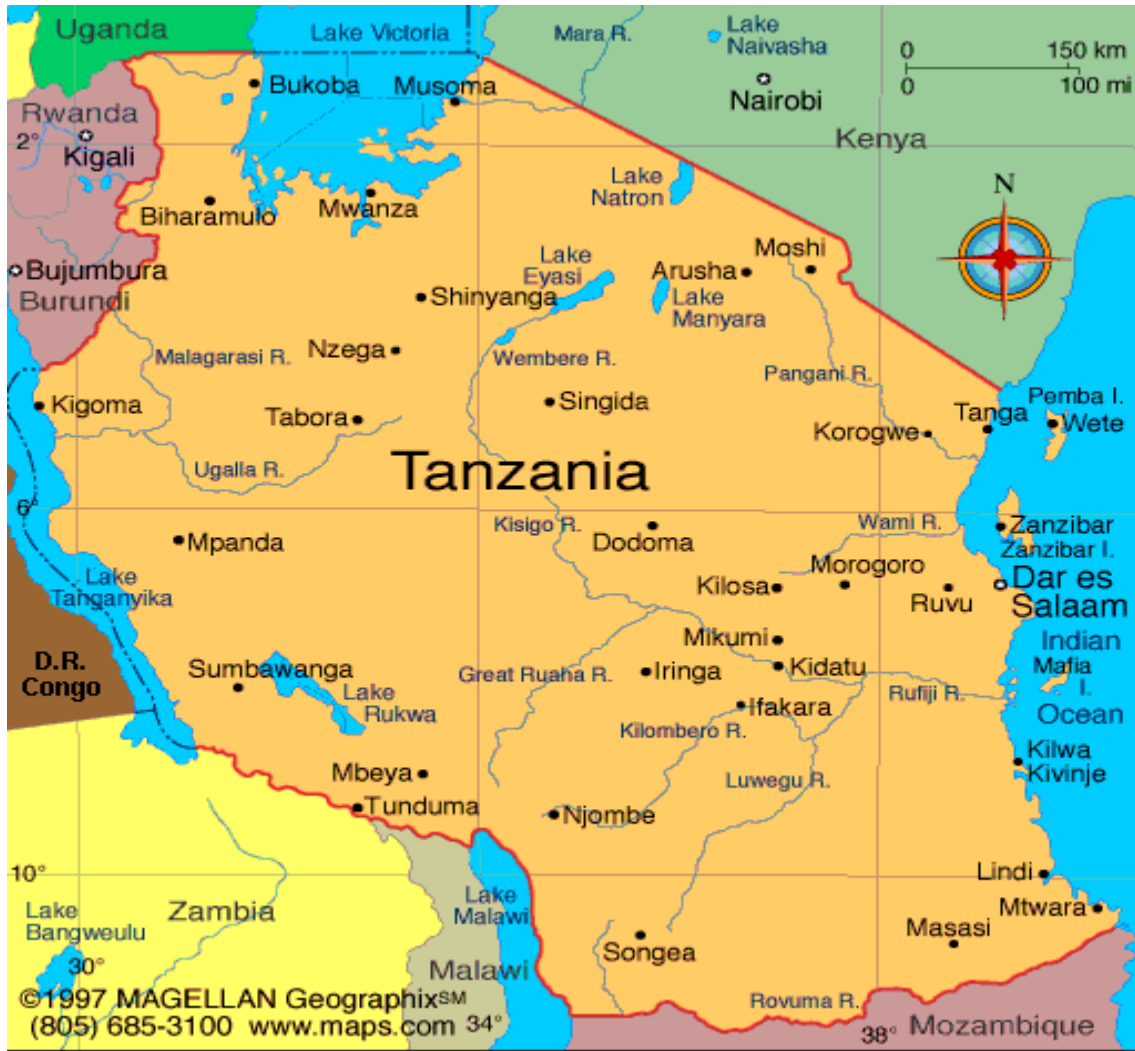 Uganda
Lake Victoria
Mara R.
Lake
Naivasha
0 150 km
0 100 mi
Bukoba
Musoma
Nairobi
Rwanda
Kigali
2°
Kenya
Lake
Natron
N
Biharamulo
Mwanza
Bujumbura
Burundi
Lake
Eyasi
Arusha
Moshi
Shinyanga
Lake
Manyara
Malagarasi R.
Nzega
Wembere R.
Pangani R.
Kigoma
Tabora
Singida
Korogwe
Tanga
Pemba I.
Wete
Ugalla R.
Tanzania
6°
Kisigo R.
Dodoma
Wami R.
Zanzibar
Zanzibar I.
Mpanda
Lake
Tanganyika
Kilosa
Morogoro
Ruvu
Dar es
Salaam
D.R.
Congo
Sumbawanga
Lake
Rukwa
Great Ruaha R.
Mikumi
Iringa
Kidatu
Rufiji R.
Indian
Ocean
Mafia
I.
Ifakara
Kilombero R.
Mbeya
Tunduma
Luwegu R.
Kilwa
Kivinje
Njombe
10°
Zambia
Lake
Malawi
Lindi
Mtwara
Masasi
Lake
Bangweulu
30°
Malawi
Songea
Rovuma R.
©1997 MAGELLAN Geographix℠
(805) 685-3100 www.maps.com
34°
38°
Mozambique